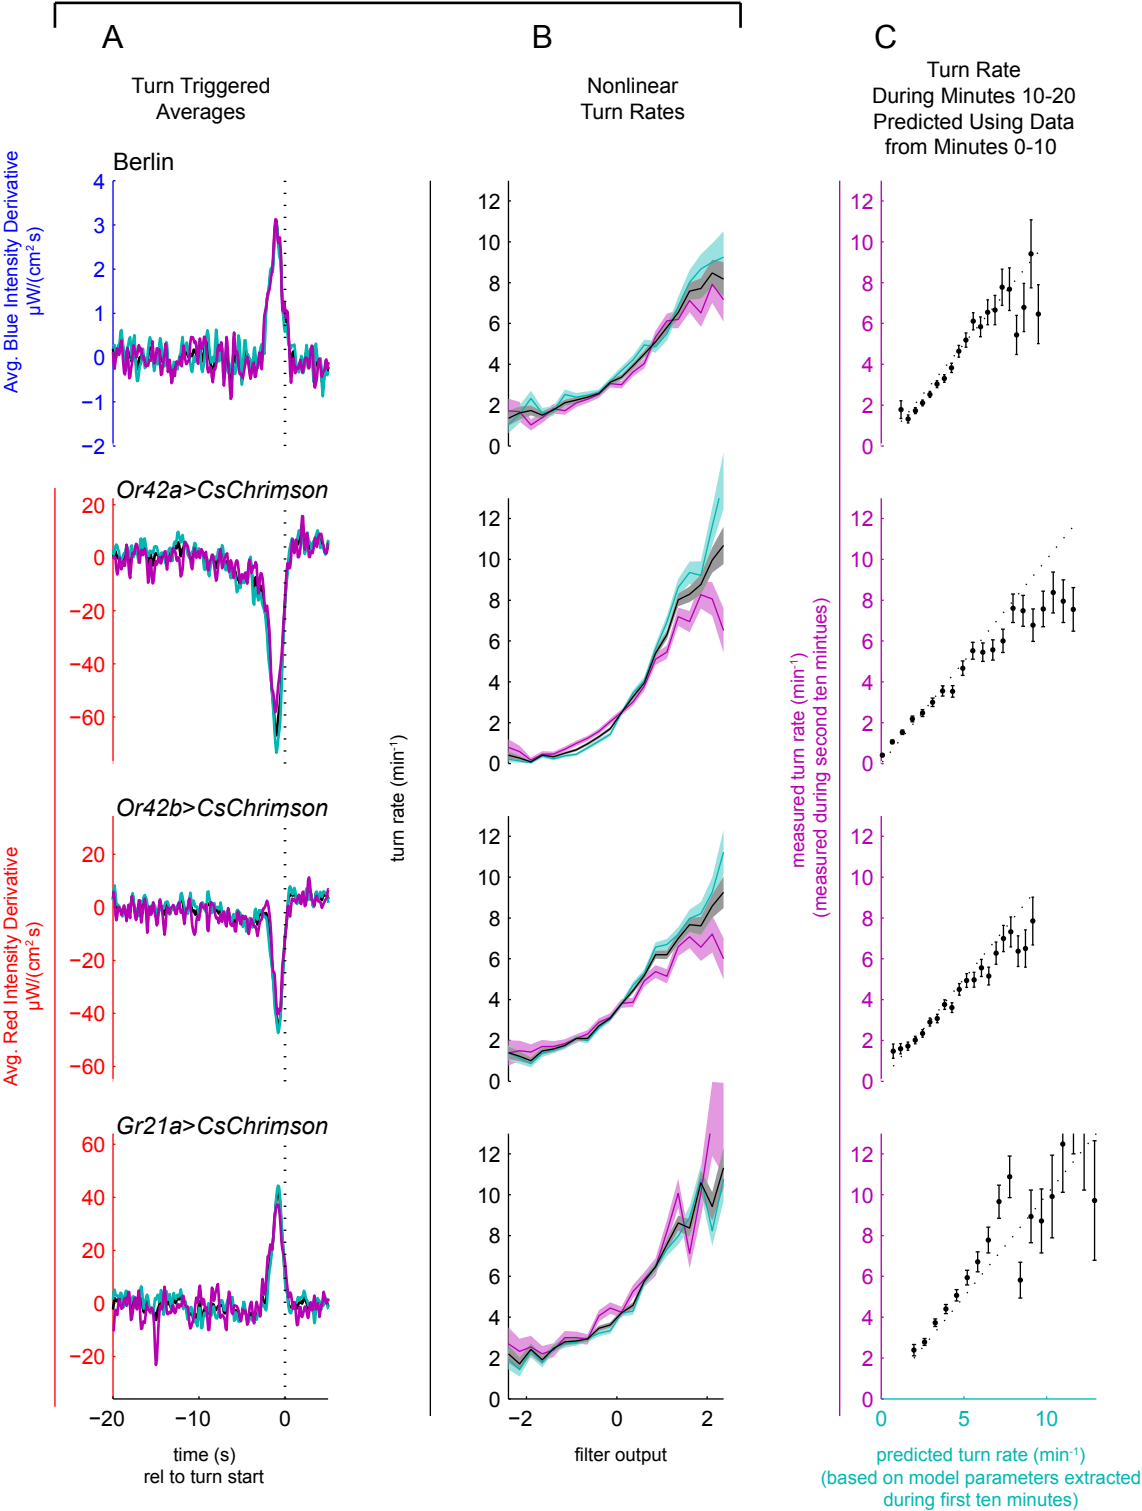 A
B
C
Turn Triggered
Averages
Nonlinear
Turn Rates
Turn Rate
During Minutes 10-20
Predicted Using Data
from Minutes 0-10
Avg. Blue Intensity Derivative
µW/(cm² s)
Berlin
4
3
2
1
0
−1
−2
12
10
8
6
4
2
0
12
10
8
6
4
2
0
Avg. Red Intensity Derivative
µW/(cm² s)
Or42a>CsChrimson
20
0
−20
−40
−60
turn rate (min⁻¹)
12
10
8
6
4
2
0
measured turn rate (min⁻¹)
(measured during second ten mintues)
12
10
8
6
4
2
0
Or42b>CsChrimson
20
0
−20
−40
−60
12
10
8
6
4
2
0
12
10
8
6
4
2
0
Gr21a>CsChrimson
60
40
20
0
−20
12
10
8
6
4
2
0
12
10
8
6
4
2
0
−20 −10 0
−2 0 2
0 5 10
time (s)
rel to turn start
filter output
predicted turn rate (min⁻¹)
(based on model parameters extracted
during first ten minutes)